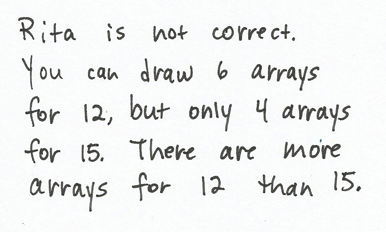 Rita is not correct.
You can draw 6 arrays
for 12, but only 4 arrays
for 15. There are more
arrays for 12 than 15.